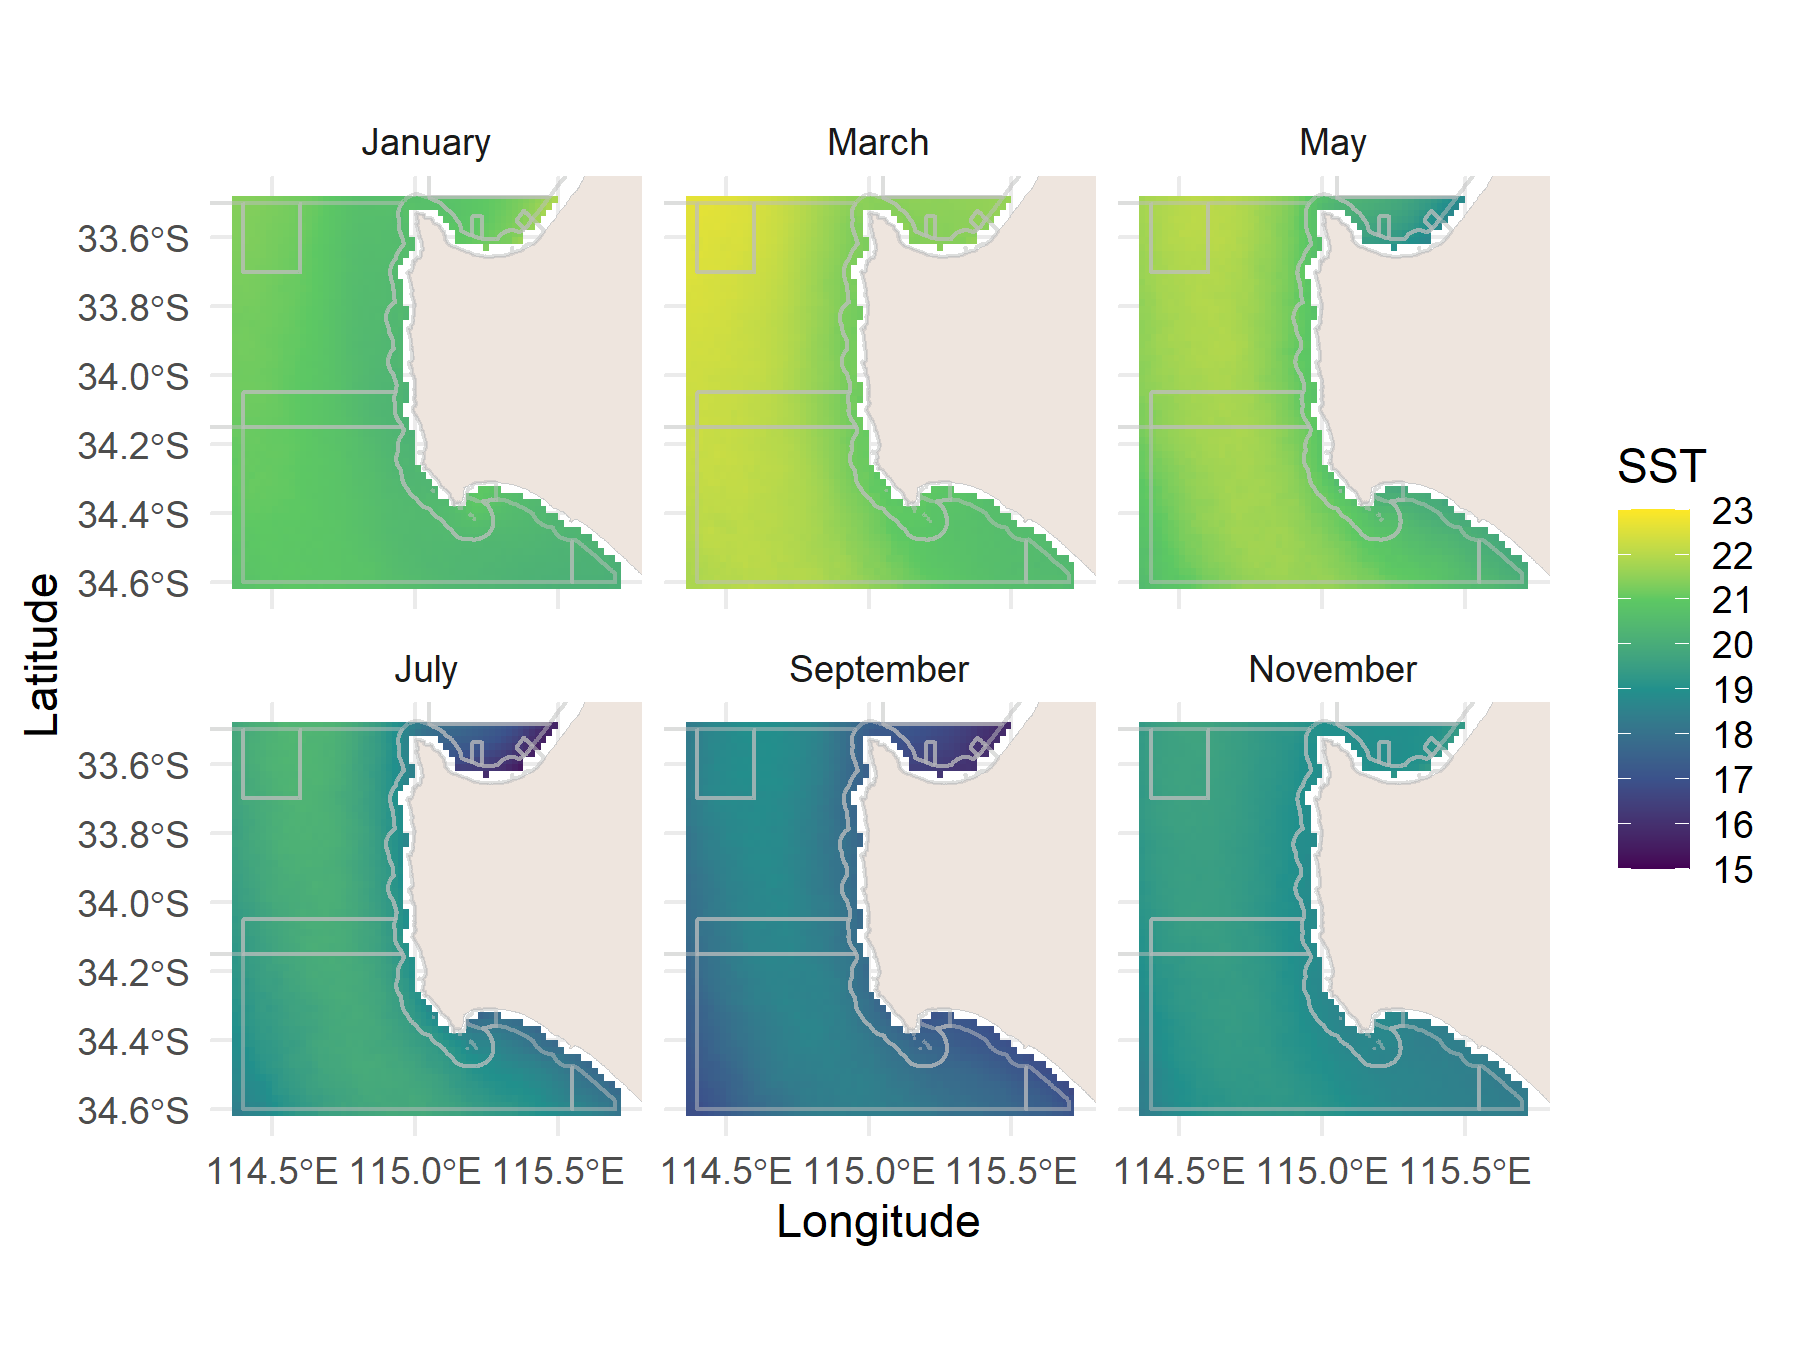 January March May
33.6°S
33.8°S
34.0°S
34.2°S
34.4°S
34.6°S
SST
23
22
21
20
19
18
17
16
15
Latitude
July September November
33.6°S
33.8°S
34.0°S
34.2°S
34.4°S
34.6°S
114.5°E 115.0°E 115.5°E 114.5°E 115.0°E 115.5°E 114.5°E 115.0°E 115.5°E
Longitude